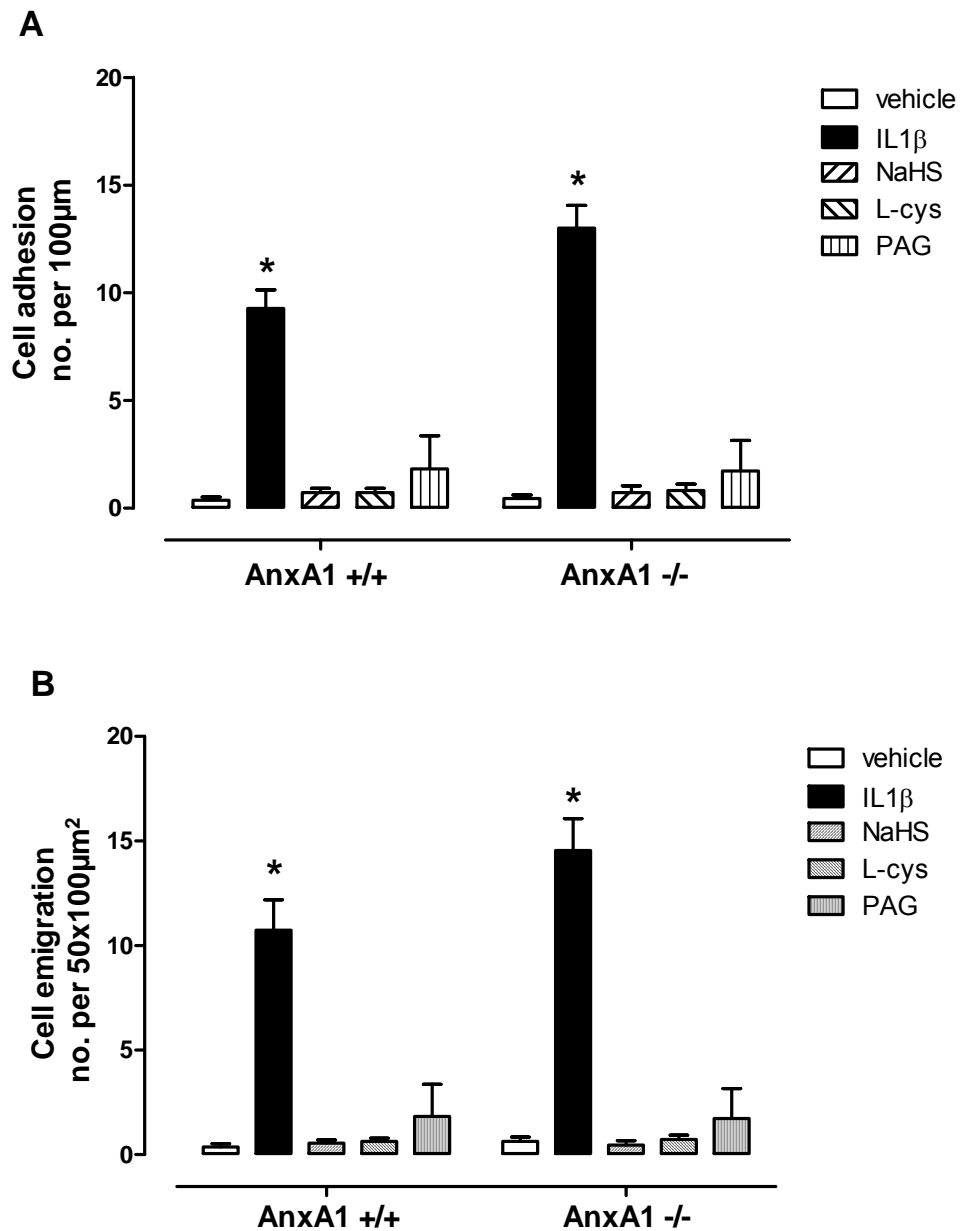 A
20
15
10
5
0
Cell adhesion
no. per 100µm
*
*
vehicle
IL1β
NaHS
L-cys
PAG
AnxA1 +/+
AnxA1 -/-
B
20
15
10
5
0
Cell emigration
no. per 50x100µm²
*
*
vehicle
IL1β
NaHS
L-cys
PAG
AnxA1 +/+
AnxA1 -/-